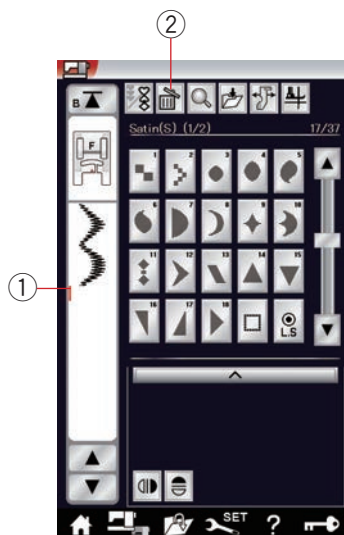 ②
B
Satin(S) (1/2) 17/37
F
1 2 3 4 5
6 7 8 9 10
11 12 13 14 15
16 17 18
L.S
①
SET ?